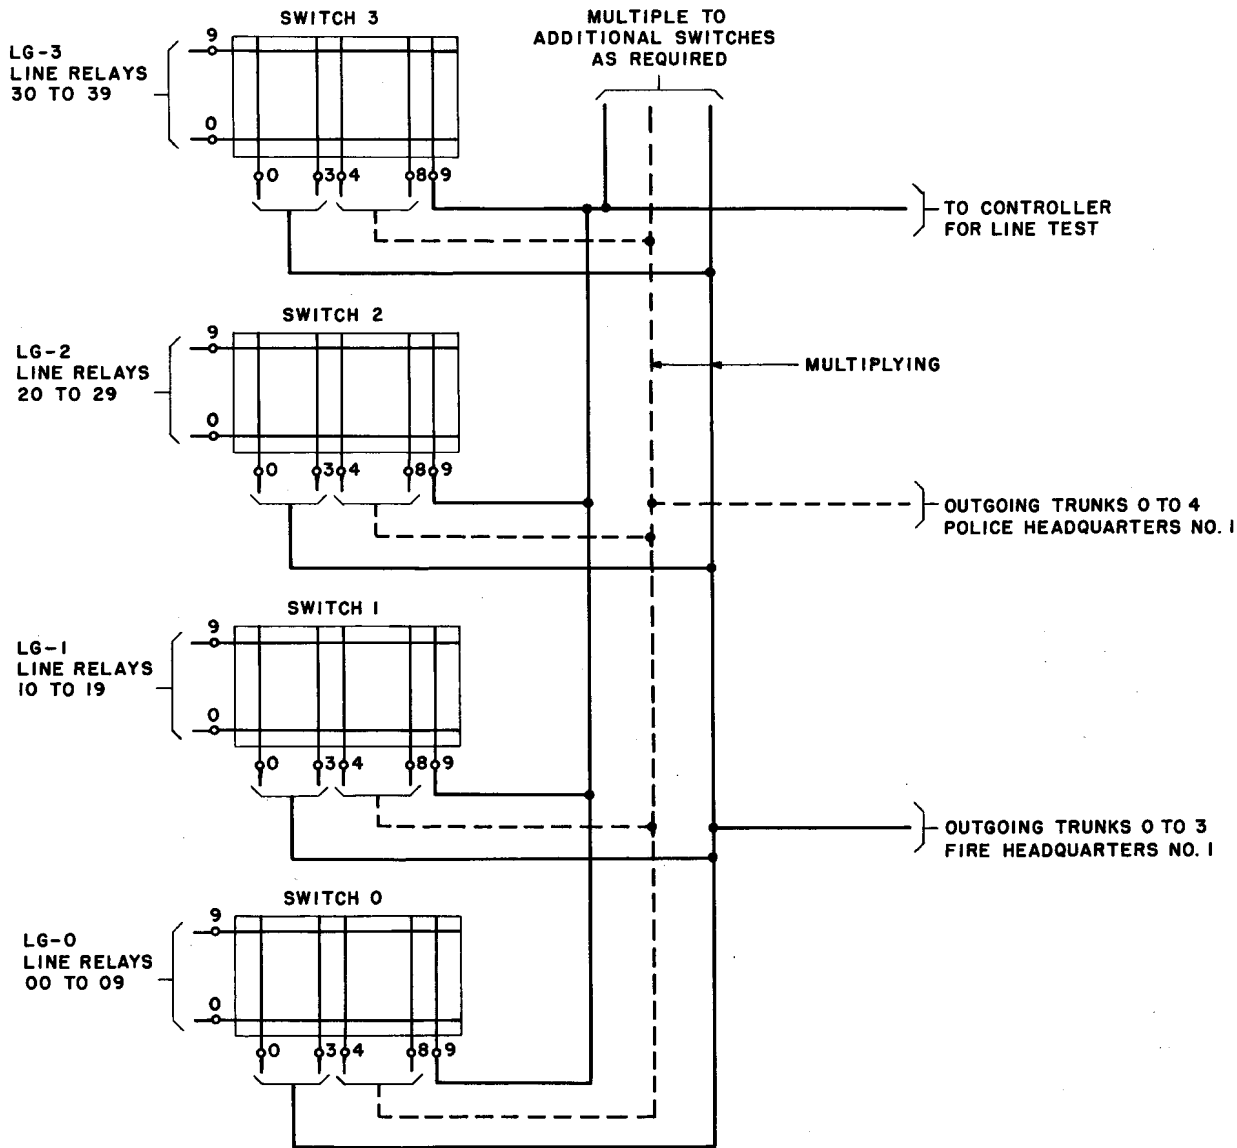 SWITCH 3
MULTIPLE TO
ADDITIONAL SWITCHES
AS REQUIRED
LG-3
LINE RELAYS
30 TO 39
9
0
0 3 4 8 9
TO CONTROLLER
FOR LINE TEST
SWITCH 2
LG-2
LINE RELAYS
20 TO 29
9
0
0 3 4 8 9
MULTIPLYING
OUTGOING TRUNKS 0 TO 4
POLICE HEADQUARTERS NO. 1
SWITCH 1
LG-1
LINE RELAYS
10 TO 19
9
0
0 3 4 8 9
OUTGOING TRUNKS 0 TO 3
FIRE HEADQUARTERS NO. 1
SWITCH 0
LG-0
LINE RELAYS
00 TO 09
9
0
0 3 4 8 9